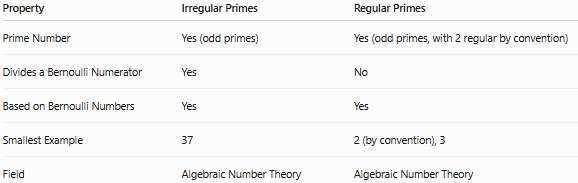 Property Irregular Primes Regular Primes
Prime Number Yes (odd primes) Yes (odd primes, with 2 regular by convention)
Divides a Bernoulli Numerator Yes No
Based on Bernoulli Numbers Yes Yes
Smallest Example 37 2 (by convention), 3
Field Algebraic Number Theory Algebraic Number Theory